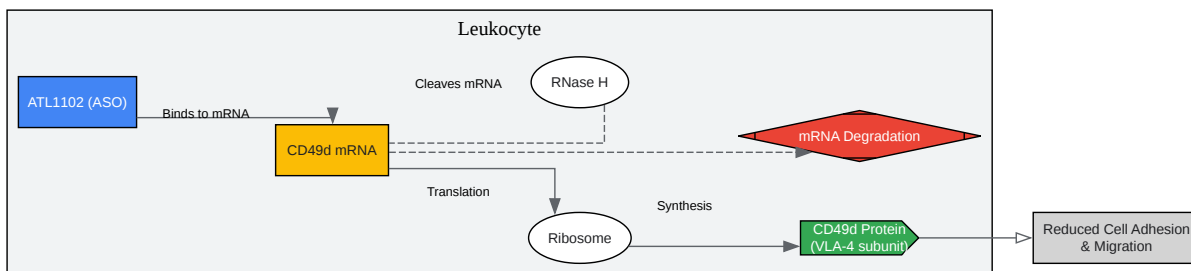 Leukocyte
ATL1102 (ASO)
Binds to mRNA
Cleaves mRNA
RNase H
CD49d mRNA
mRNA Degradation
Translation
Synthesis
Ribosome
CD49d Protein
(VLA-4 subunit)
Reduced Cell Adhesion
& Migration